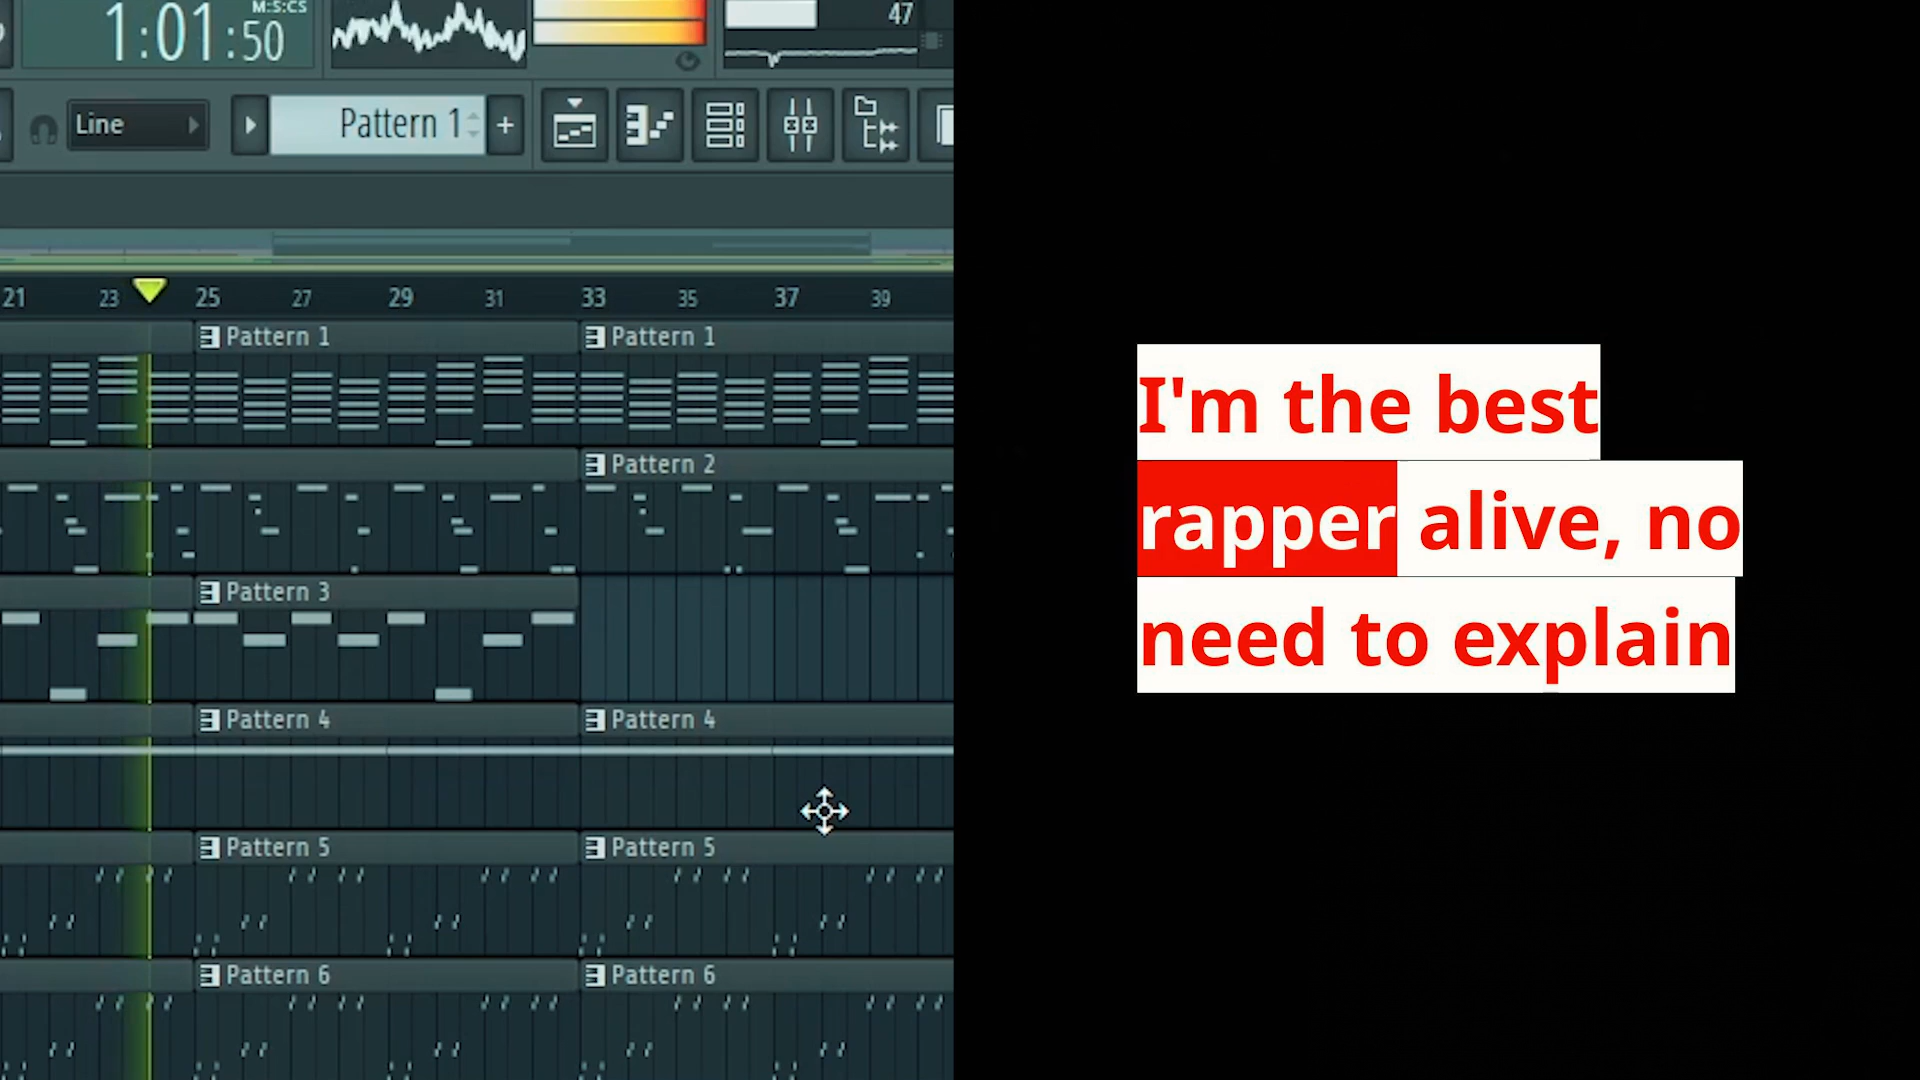 M:S:CS
1:01:50
47
Line
Pattern 1
+
21 23 25 27 29 31 33 35 37 39
Pattern 1 Pattern 1
Pattern 2
Pattern 3
Pattern 4 Pattern 4
Pattern 5 Pattern 5
Pattern 6 Pattern 6
I'm the best
rapper alive, no
need to explain